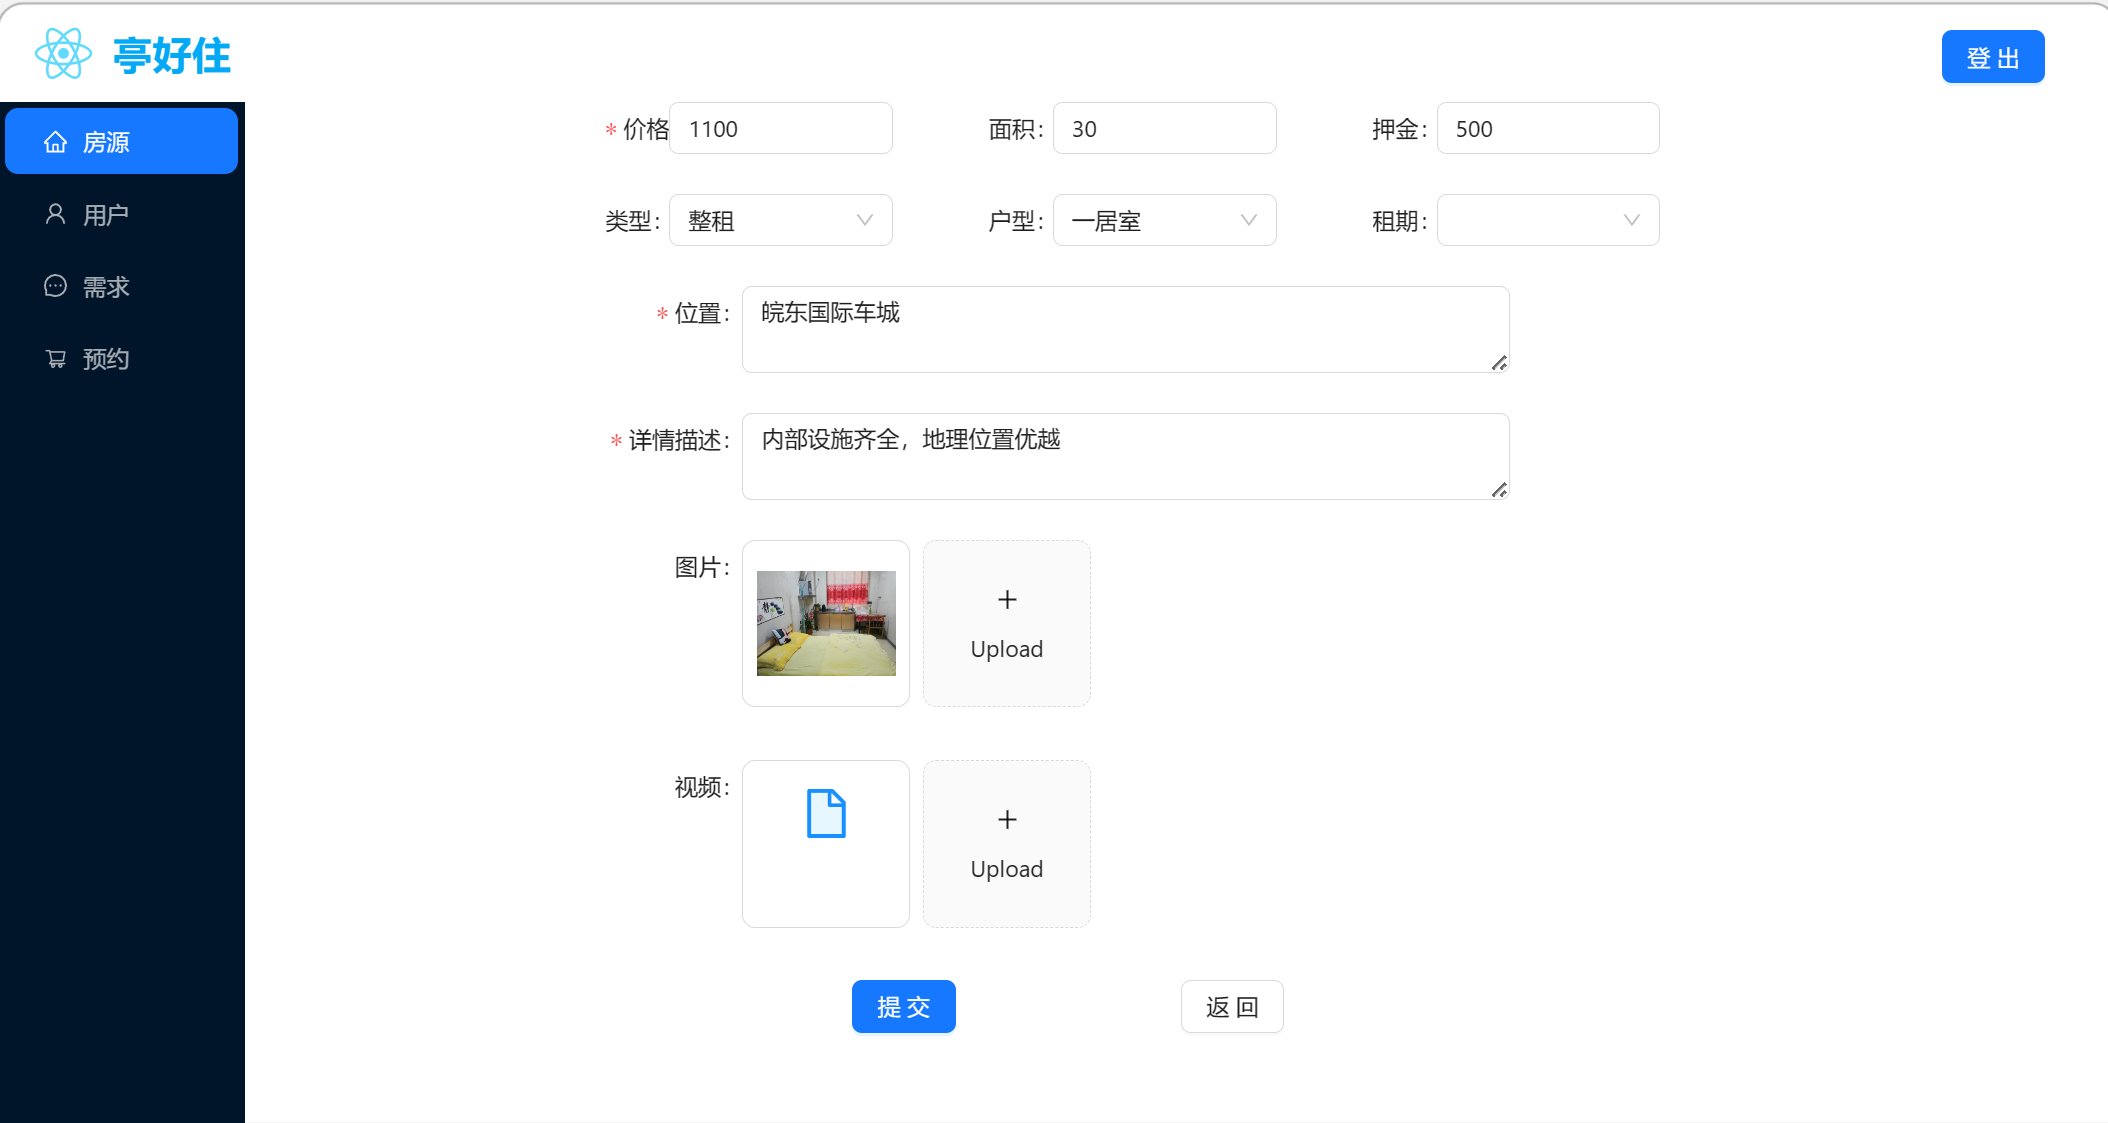 亭好住
登出
房源
用户
需求
预约
* 价格 1100 面积: 30 押金: 500
类型: 整租 户型: 一居室 租期:
* 位置: 皖东国际车城
* 详情描述: 内部设施齐全，地理位置优越
图片:
Upload
视频:
Upload
提交 返回